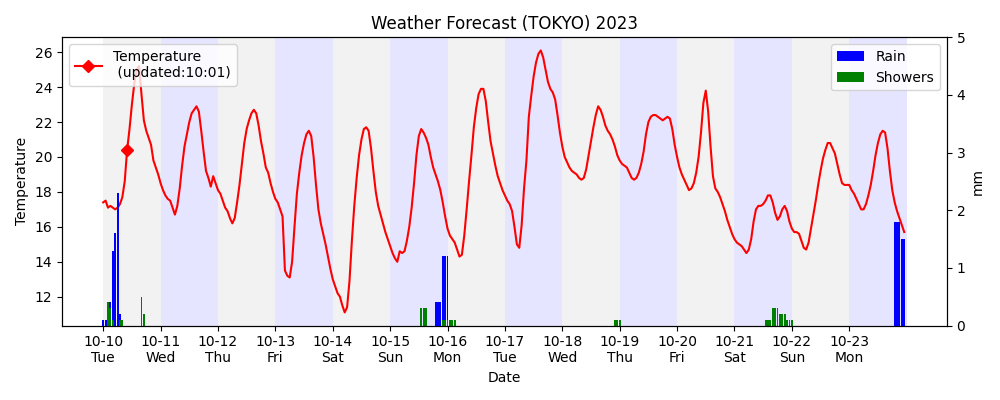 Weather Forecast (TOKYO) 2023
Temperature
(updated:10:01)
Rain
Showers
Temperature
26
24
22
20
18
16
14
12
5
4
3
2
1
0
mm
10-10 10-11 10-12 10-13 10-14 10-15 10-16 10-17 10-18 10-19 10-20 10-21 10-22 10-23
Tue Wed Thu Fri Sat Sun Mon Tue Wed Thu Fri Sat Sun Mon
Date